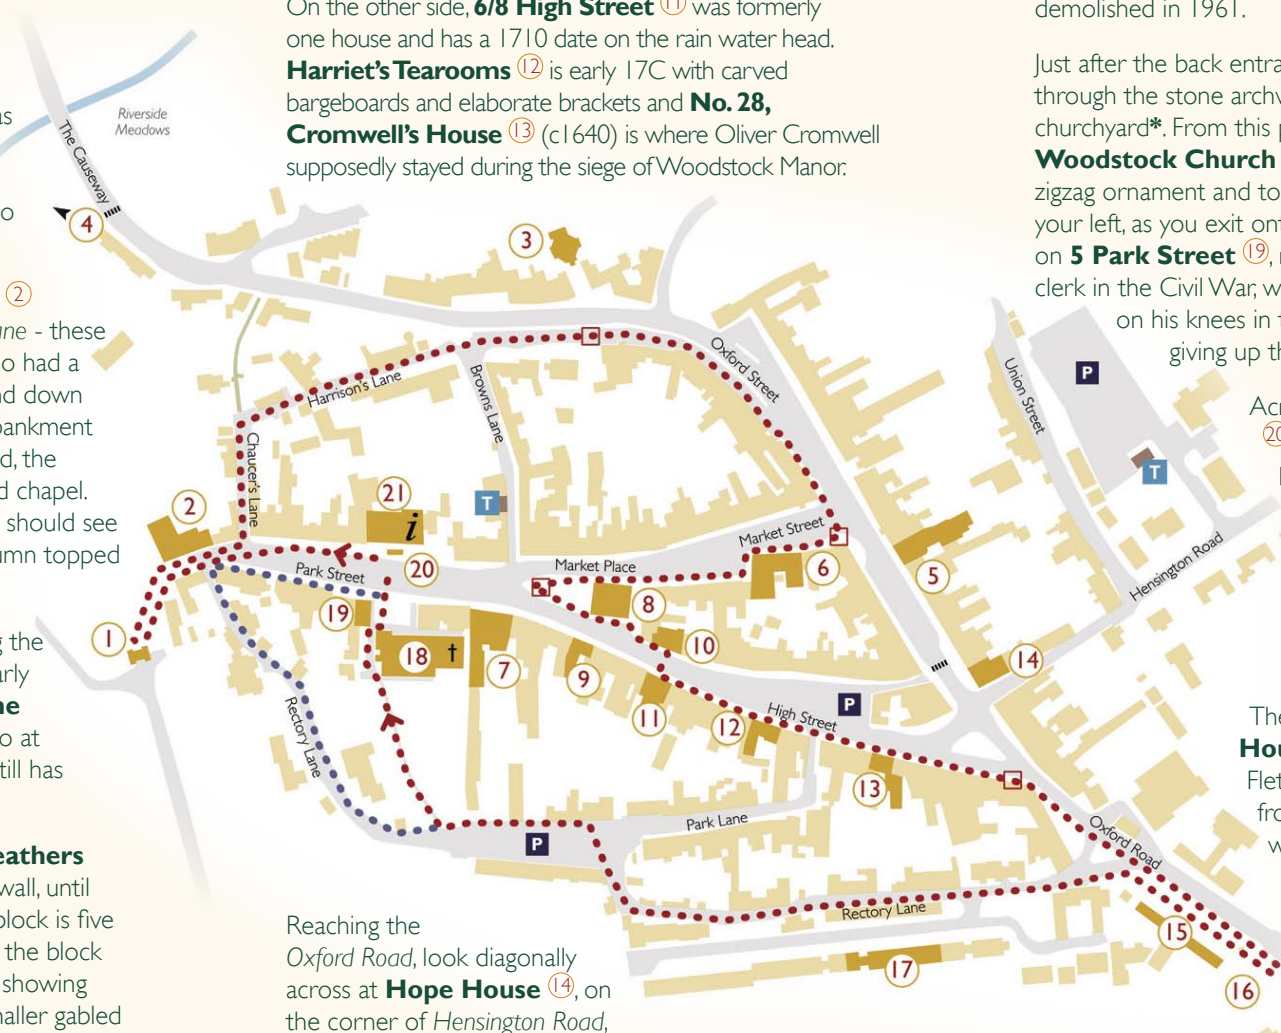 On the other side, 6/8 High Street 11 was formerly
one house and has a 1710 date on the rain water head.
Harriet's Tearooms 12 is early 17C with carved
bargeboards and elaborate brackets and No. 28,
Cromwell's House 13 (c1640) is where Oliver Cromwell
supposedly stayed during the siege of Woodstock Manor.
demolished in 1961.
Just after the back entra
through the stone archw
churchyard*. From this p
Woodstock Church
zigzag ornament and to
your left, as you exit ont
on 5 Park Street 19, r
clerk in the Civil War, w
on his knees in t
giving up th
Acr
20
The
Hou
Flet
fro
w
as
o
2
ne - these
o had a
nd down
bankment
d, the
d chapel.
should see
umn topped
g the
arly
ne
o at
till has
eathers
wall, until
block is five
the block
showing
maller gabled
Reaching the
Oxford Road, look diagonally
across at Hope House 14, on
the corner of Hensington Road,
Riverside
Meadows
The Causeway
4
3
Harrison's Lane
Browns Lane
Oxford Street
Union Street
P
T
Chaucer's Lane
2
21
i
T
Market Street
Market Place
6
5
Hensington Road
20
Park Street
19
1
18
†
7
8
9
10
11
12
14
P
High Street
13
Rectory Lane
Park Lane
P
Oxford Road
Rectory Lane
15
17
16